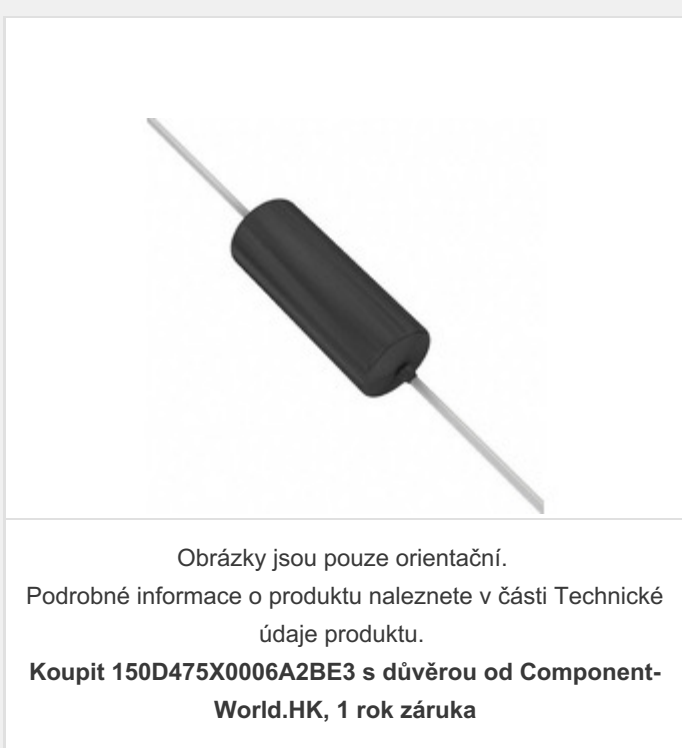 Obrázky jsou pouze orientační.
Podrobné informace o produktu naleznete v části Technické
údaje produktu.
Koupit 150D475X0006A2BE3 s důvěrou od Component-
World.HK, 1 rok záruka